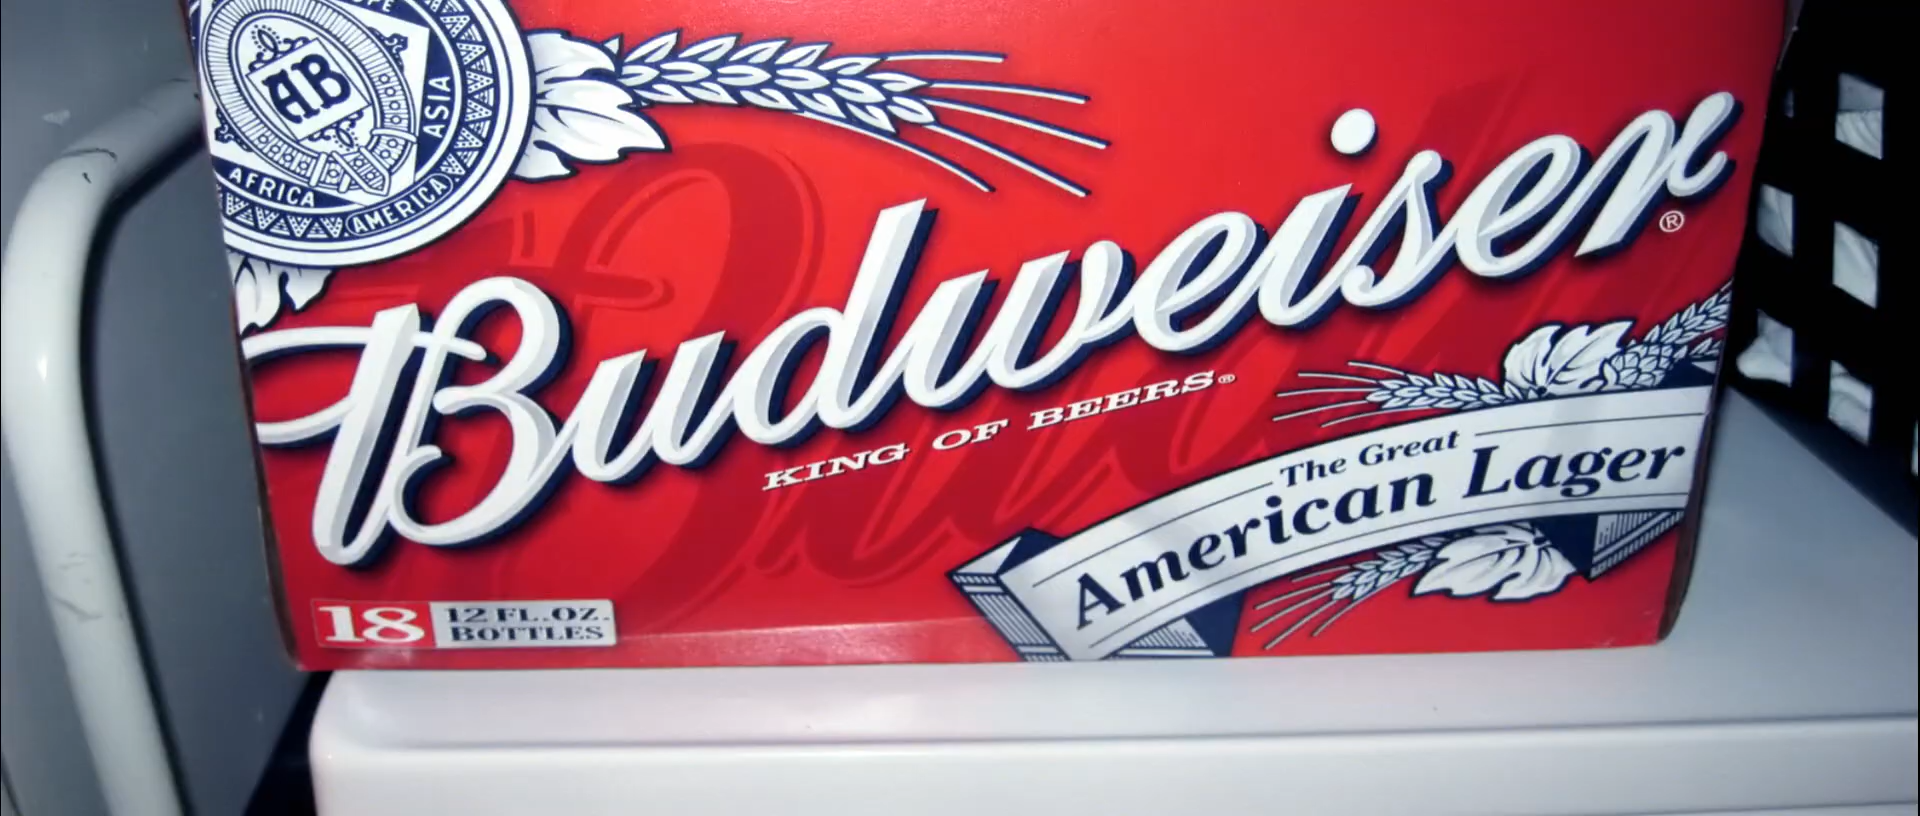 AB
ASIA
AFRICA
AMERICA
Budweiser®
KING OF BEERS®
The Great
American Lager
18 12 FL.OZ.
BOTTLES